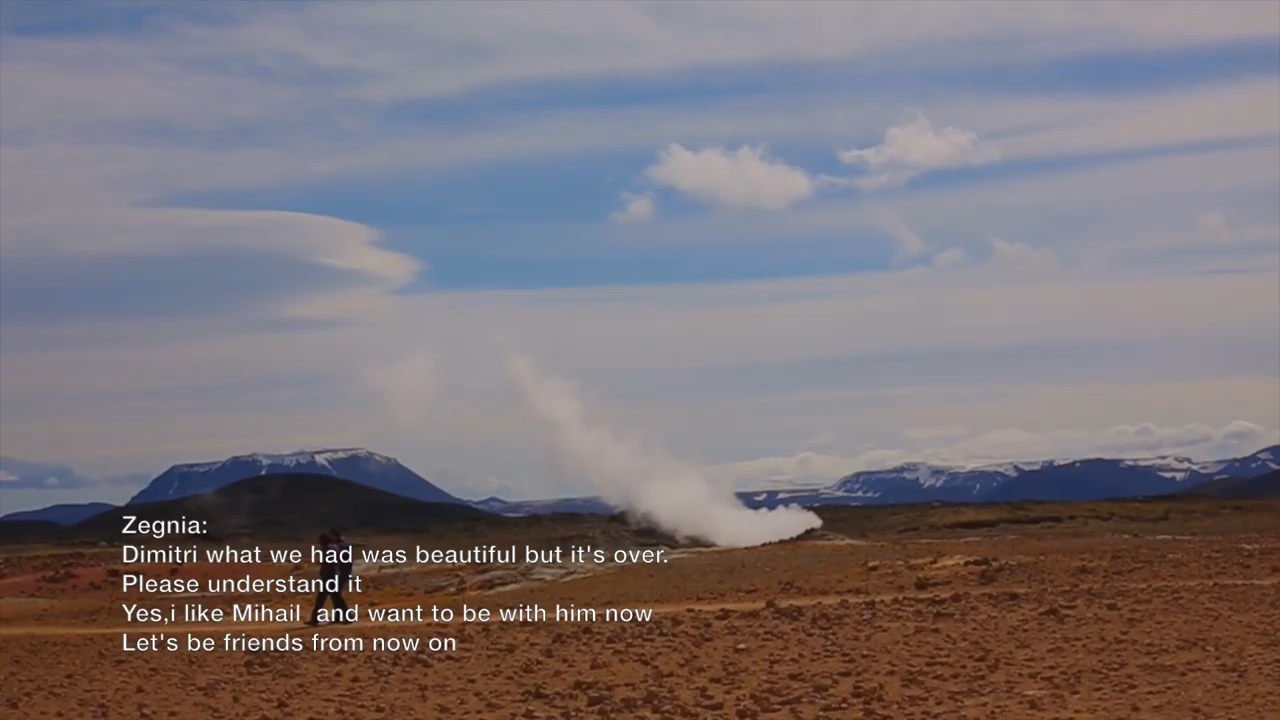 Zegnia:
Dimitri what we had was beautiful but it's over.
Please understand it
Yes,i like Mihail  and want to be with him now
Let's be friends from now on